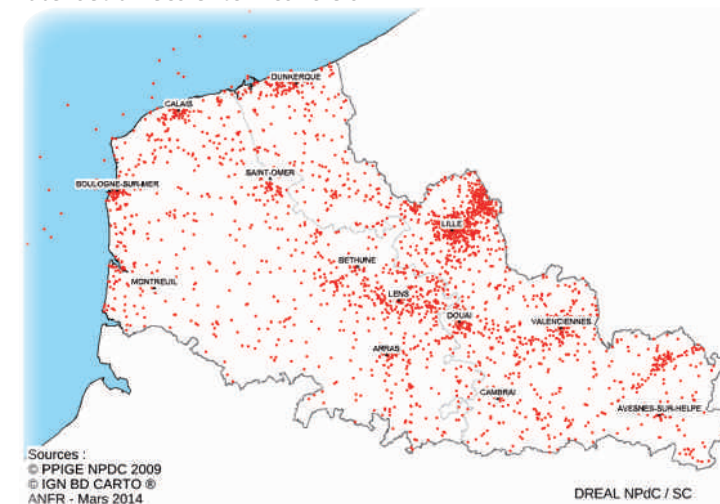 DUNKERQUE
CALAIS
SAINT-OMER
BOULOGNE-SUR-MER
LILLE
BETHUNE
MONTREUIL
LENS
DOUAI
VALENCIENNES
ARRAS
CAMBRAI
AVESNES-SUR-HELPE
Sources :
© PPIGE NPDC 2009
© IGN BD CARTO ®
ANFR - Mars 2014
DREAL NPdC / SC